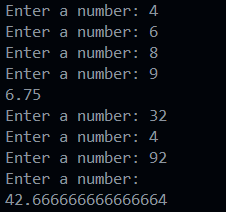 Enter a number: 4
Enter a number: 6
Enter a number: 8
Enter a number: 9
6.75
Enter a number: 32
Enter a number: 4
Enter a number: 92
Enter a number:
42.666666666666664